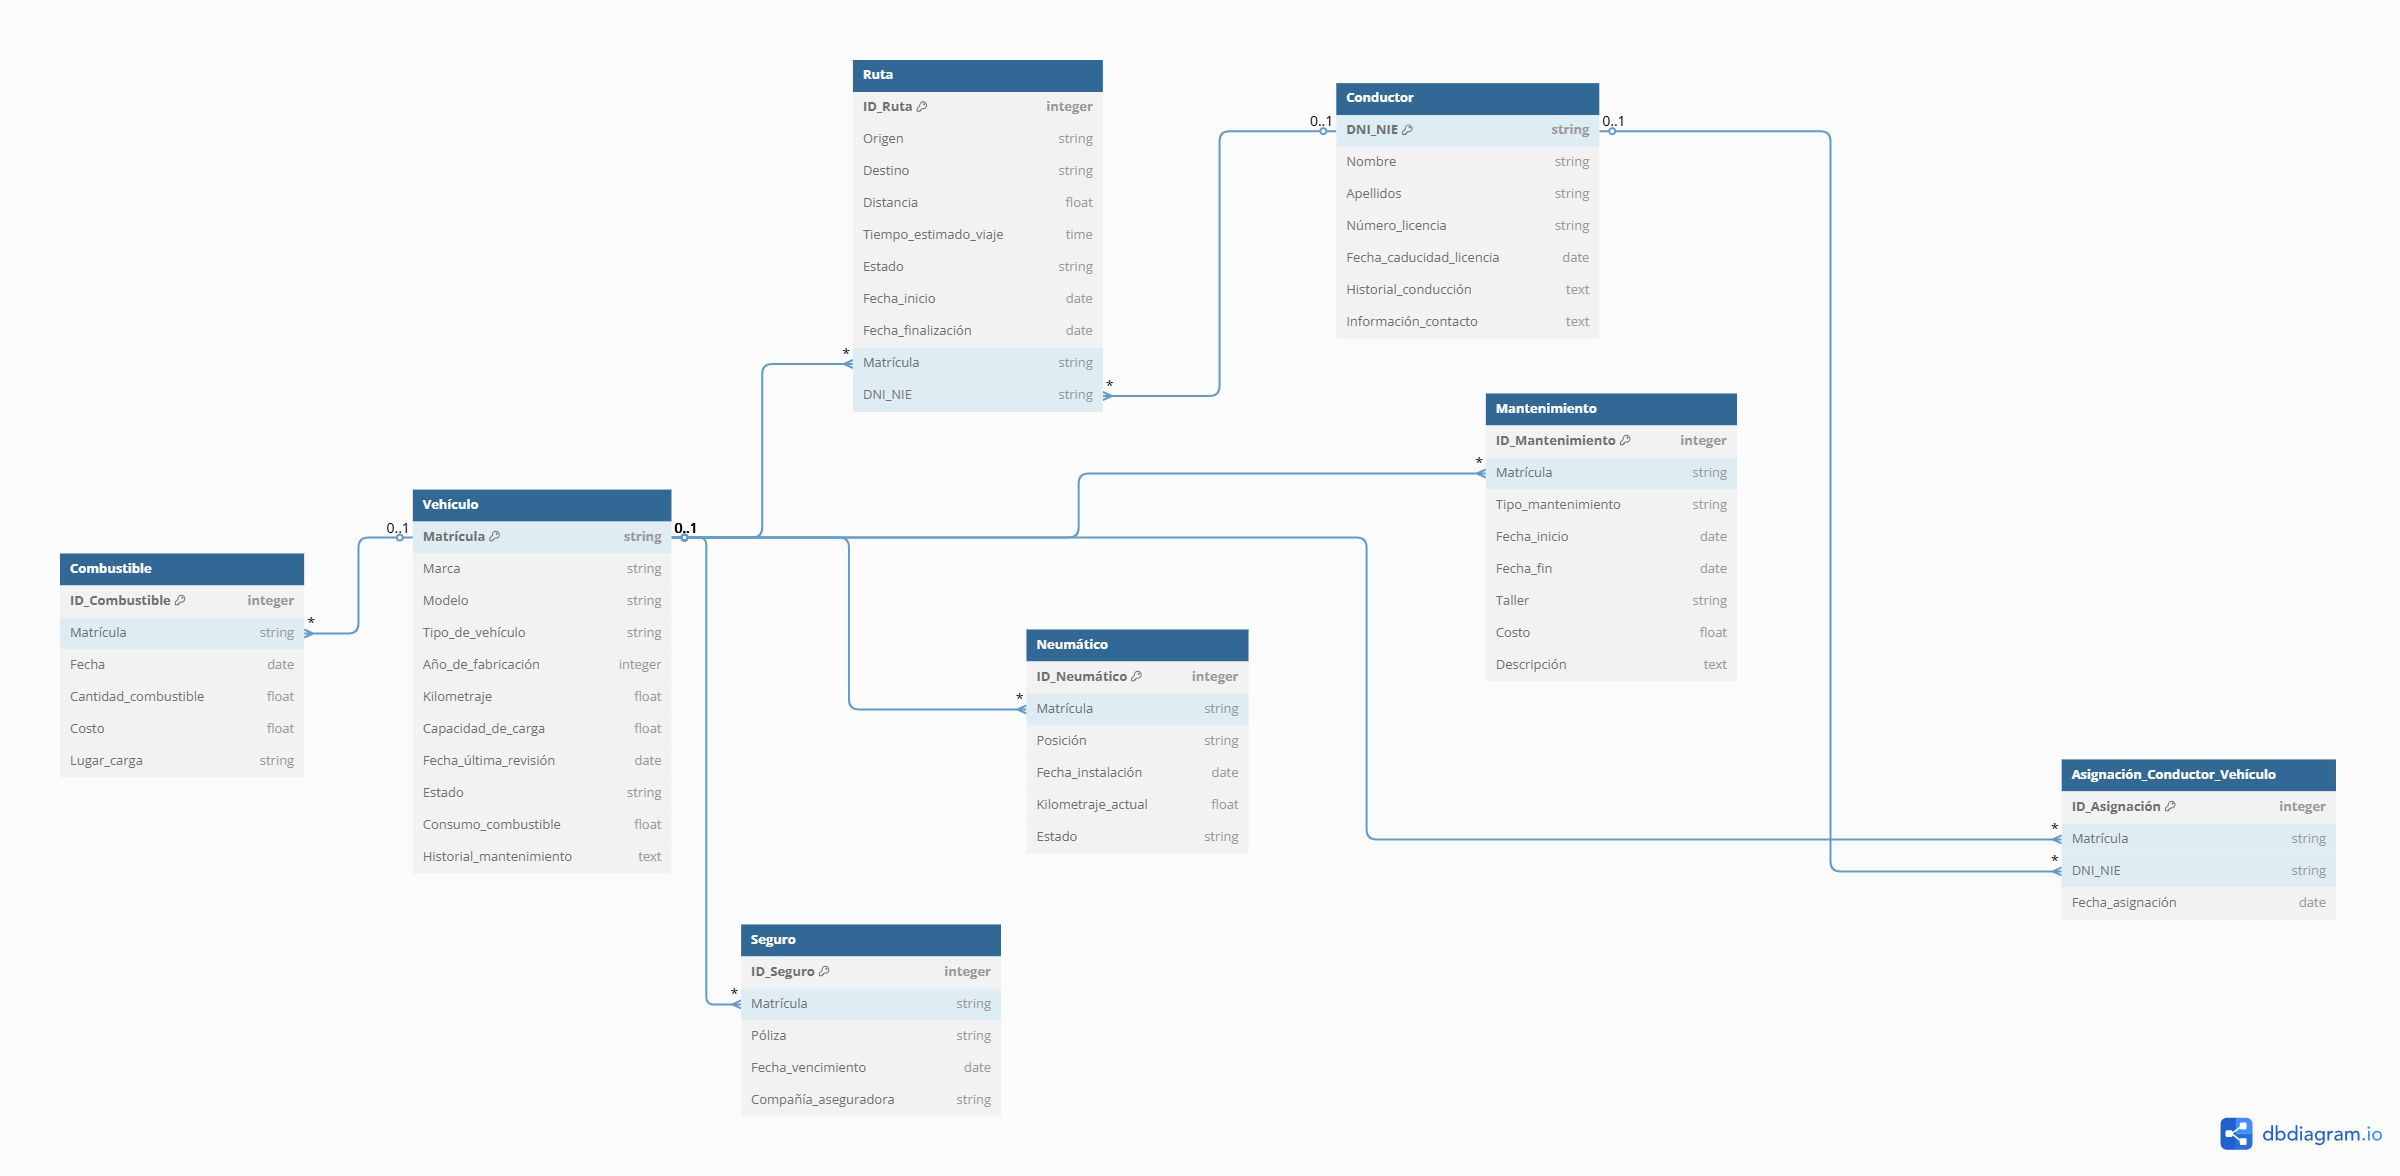 Ruta
ID_Ruta integer
Origen string
Destino string
Distancia float
Tiempo_estimado_viaje time
Estado string
Fecha_inicio date
Fecha_finalización date
* Matrícula string
DNI_NIE string *
Conductor
0..1 DNI_NIE string 0..1
Nombre string
Apellidos string
Número_licencia string
Fecha_caducidad_licencia date
Historial_conducción text
Información_contacto text
Mantenimiento
ID_Mantenimiento integer
* Matrícula string
Tipo_mantenimiento string
Fecha_inicio date
Fecha_fin date
Taller string
Costo float
Descripción text
Vehículo
0..1 Matrícula string 0..1
Marca string
Modelo string
Tipo_de_vehículo string
Año_de_fabricación integer
Kilometraje float
Capacidad_de_carga float
Fecha_última_revisión date
Estado string
Consumo_combustible float
Historial_mantenimiento text
Combustible
ID_Combustible integer
Matrícula string *
Fecha date
Cantidad_combustible float
Costo float
Lugar_carga string
Neumático
ID_Neumático integer
* Matrícula string
Posición string
Fecha_instalación date
Kilometraje_actual float
Estado string
Asignación_Conductor_Vehículo
ID_Asignación integer
* Matrícula string
* DNI_NIE string
Fecha_asignación date
Seguro
ID_Seguro integer
* Matrícula string
Póliza string
Fecha_vencimiento date
Compañía_aseguradora string
dbdiagram.io